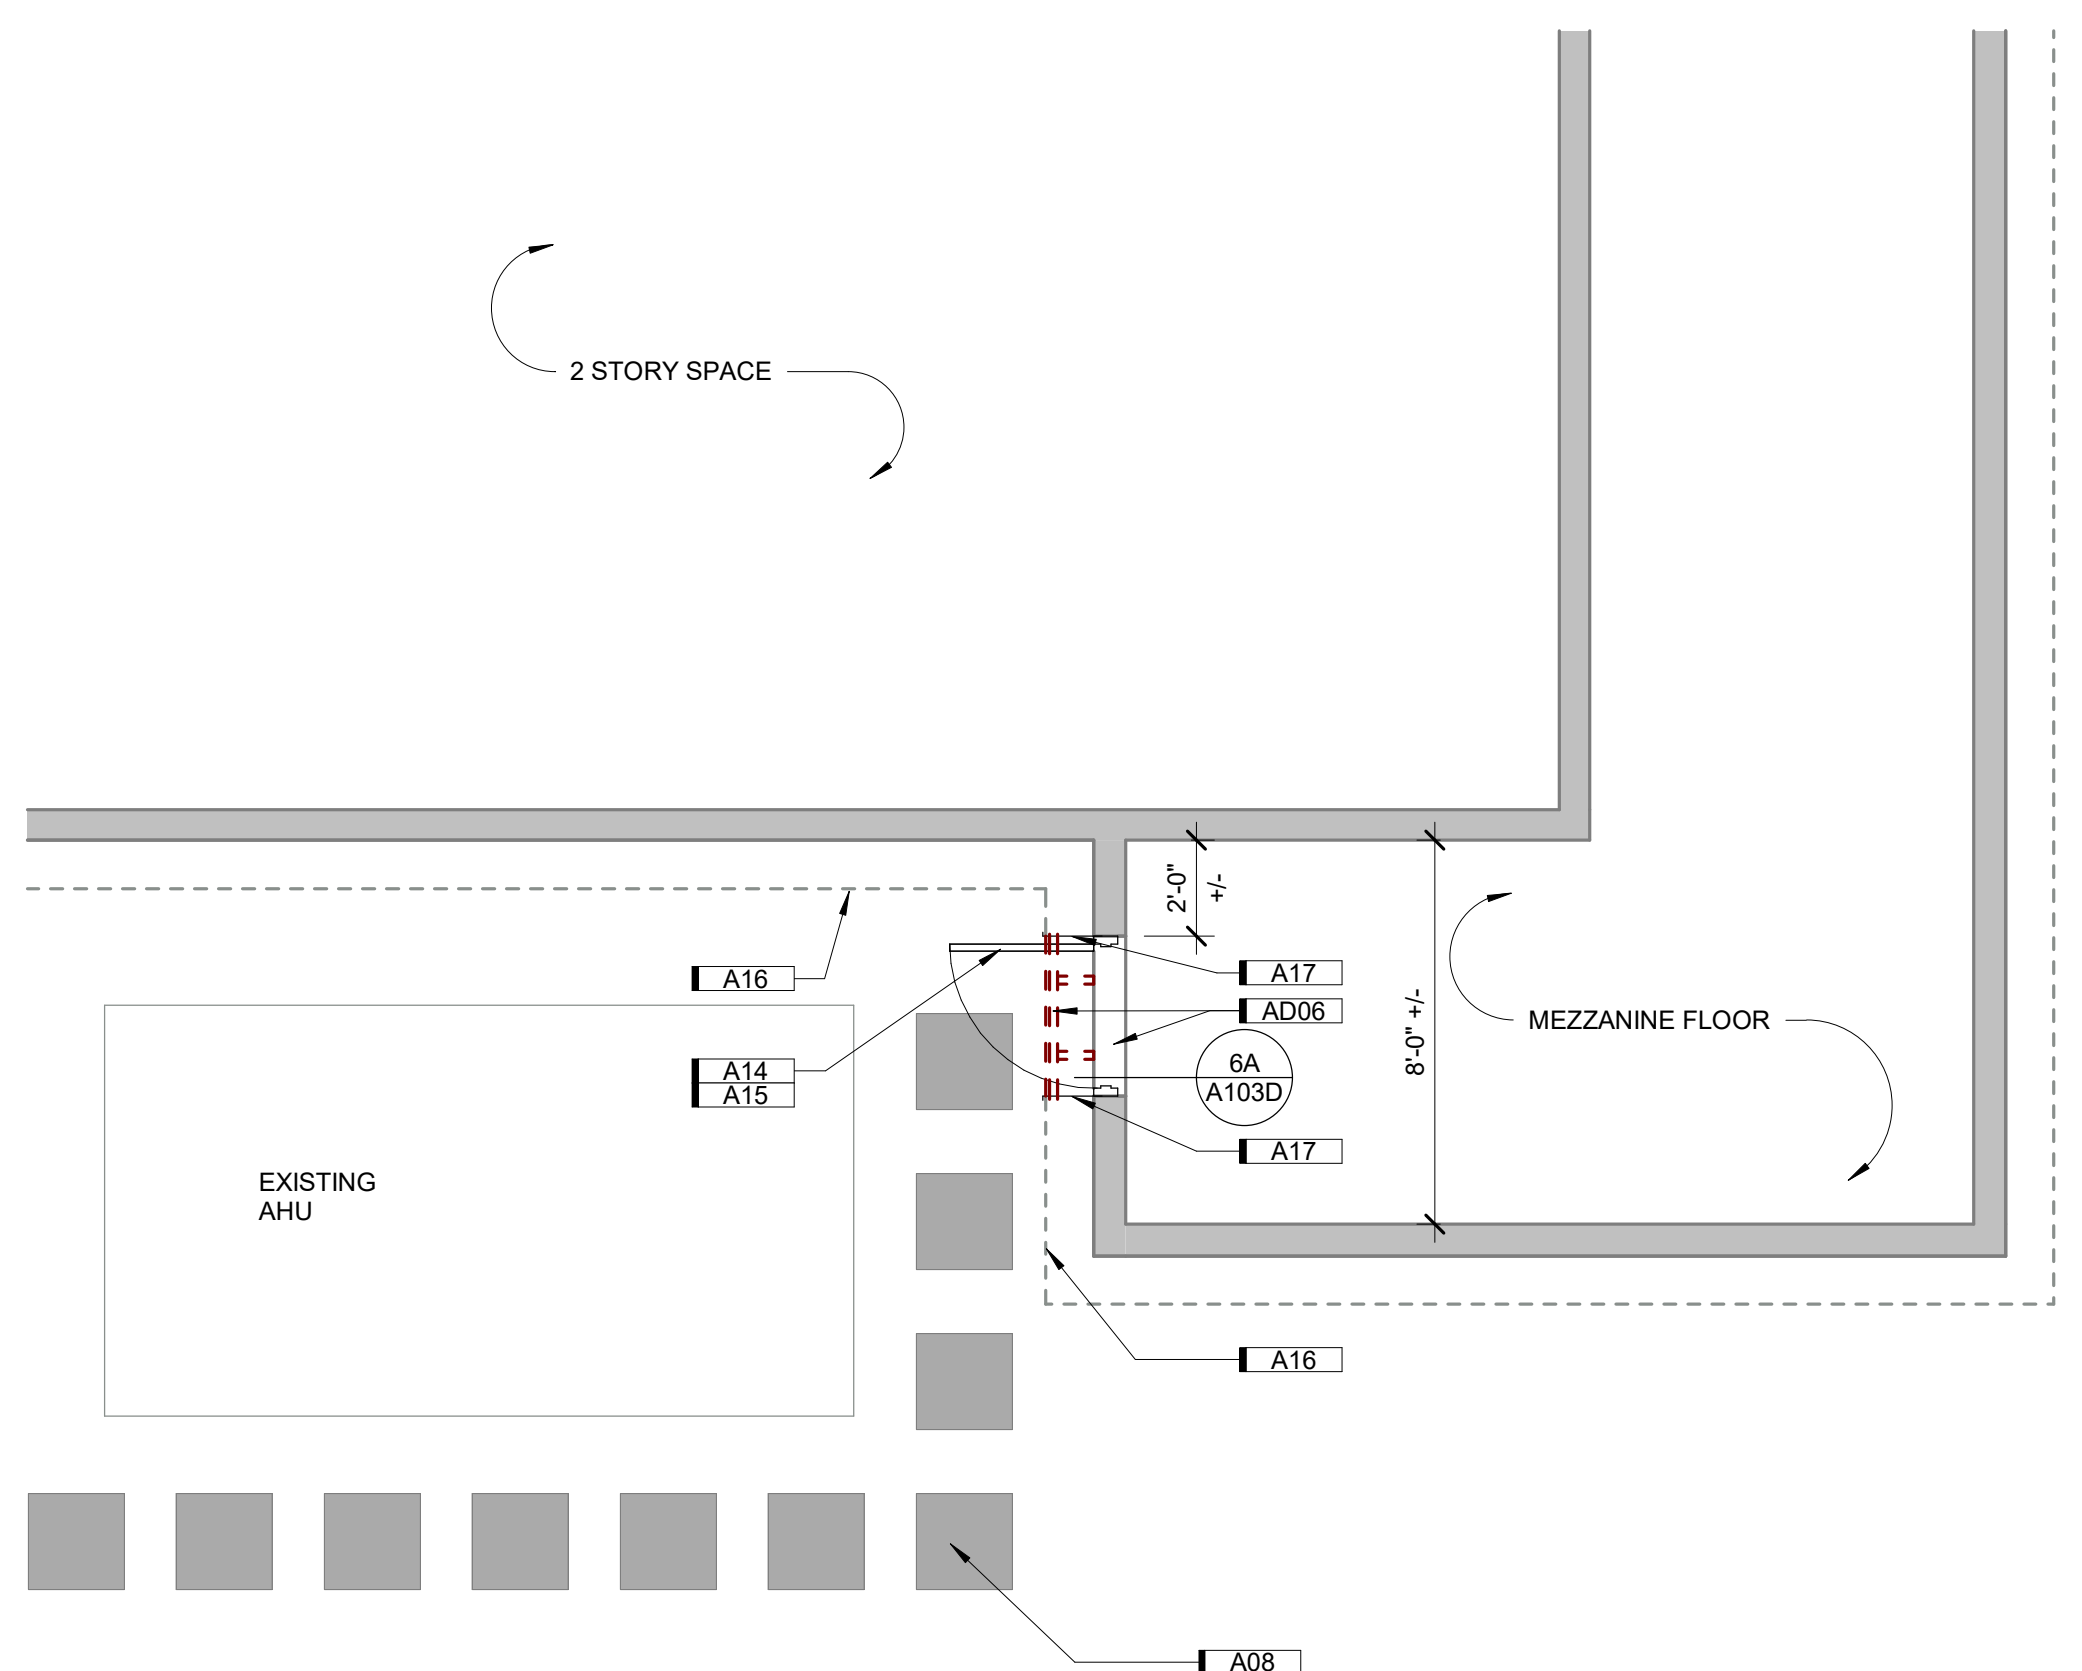 2 STORY SPACE
2'-0"
+/-
A16
A17
AD06
8'-0" +/-
MEZZANINE FLOOR
A14
A15
6A
A103D
A17
EXISTING
AHU
A16
A08